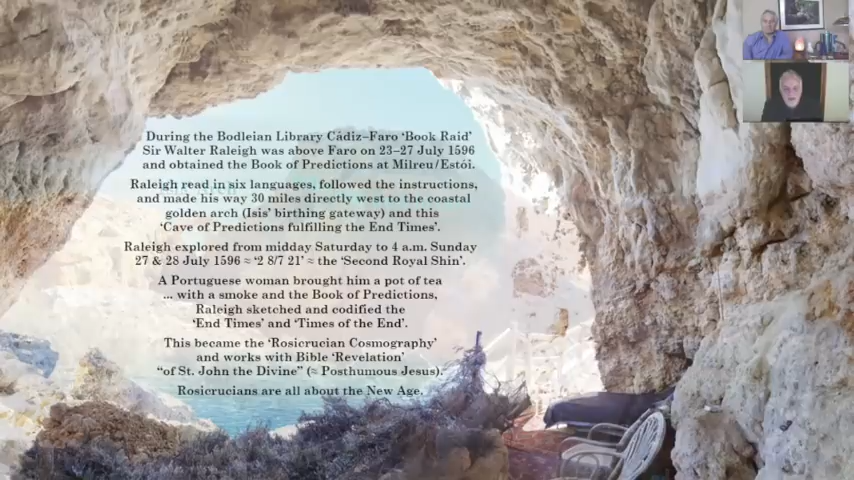 During the Bodleian Library Cádiz–Faro ‘Book Raid’
Sir Walter Raleigh was above Faro on 23–27 July 1596
and obtained the Book of Predictions at Milreu/Estói.
Raleigh read in six languages, followed the instructions,
and made his way 30 miles directly west to the coastal
golden arch (Isis’ birthing gateway) and this
‘Cave of Predictions fulfilling the End Times’.
Raleigh explored from midday Saturday to 4 a.m. Sunday
27 & 28 July 1596 ≈ ‘2 8/7 21’ ≈ the ‘Second Royal Shin’.
A Portuguese woman brought him a pot of tea
... with a smoke and the Book of Predictions,
Raleigh sketched and codified the
‘End Times’ and ‘Times of the End’.
This became the ‘Rosicrucian Cosmography’
and works with Bible ‘Revelation’
“of St. John the Divine” (≈ Posthumous Jesus).
Rosicrucians are all about the New Age.